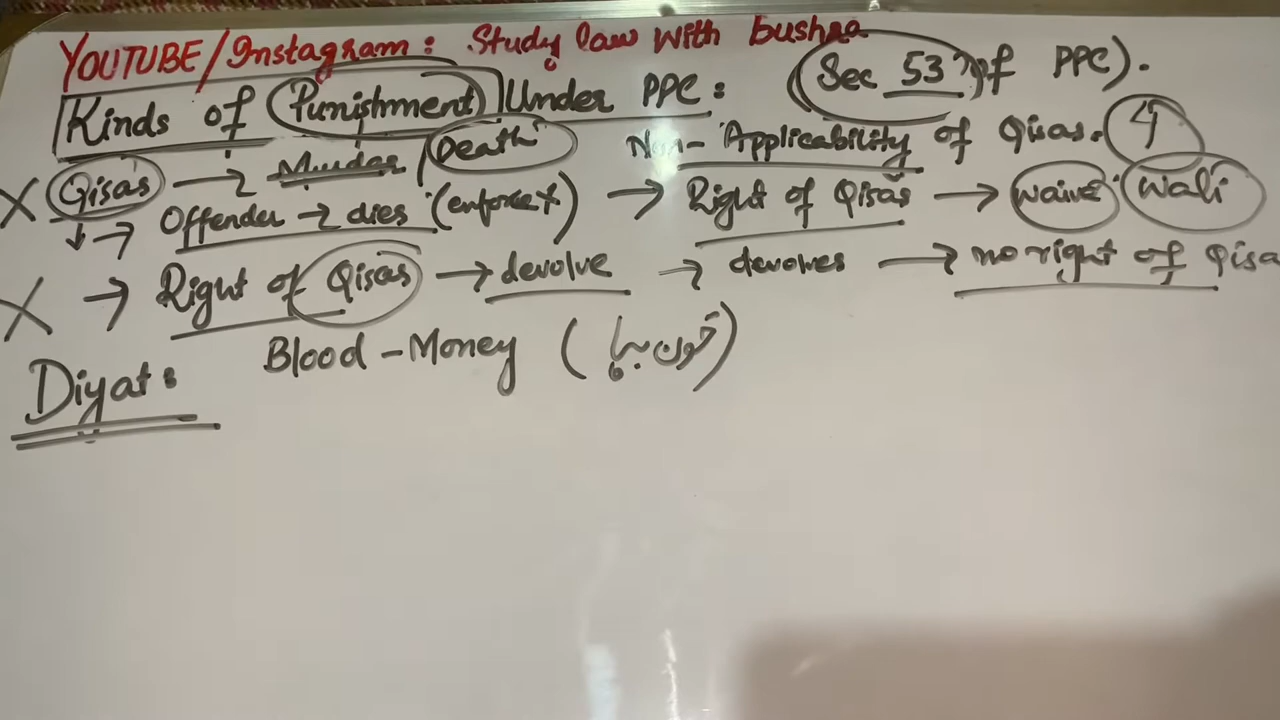 YOUTUBE/Instagram: Study law with bushra
Kinds of Punishment Under PPC: (Sec 53 of PPC).
Non-Applicability of Qisas. 4
X Qisas → Murder / Death
→ Offender → dies (enforce x) → Right of Qisas → waive wali
X → Right of Qisas → devolve → devolves → no right of Qisa
Diyat: Blood-Money (خون بہا)